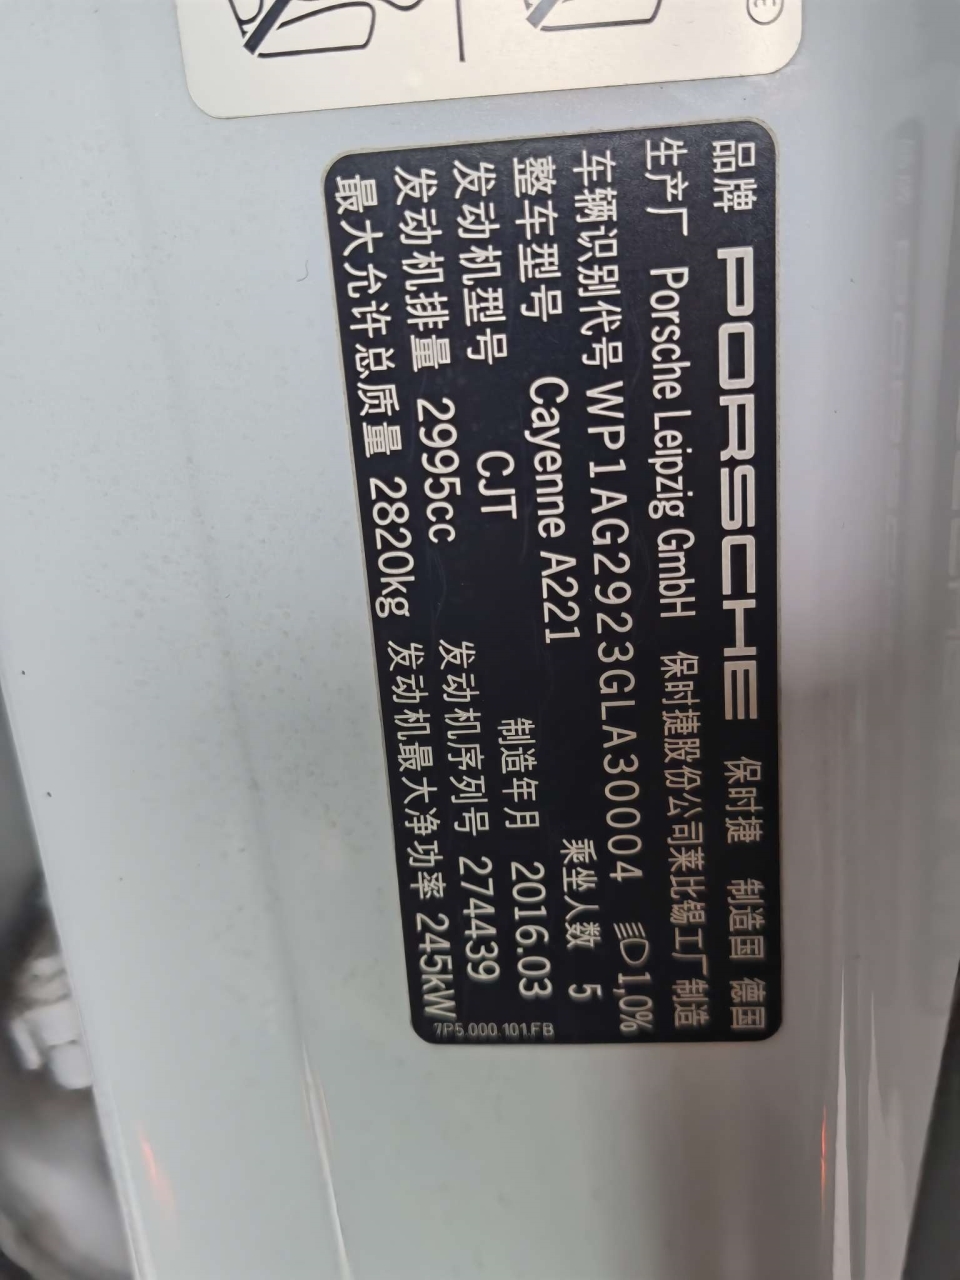 品牌 PORSCHE 保时捷 制造国 德国
生产厂 Porsche Leipzig GmbH 保时捷股份公司莱比锡工厂制造
车辆识别代号 WP1AG2923GLA30004 1,0%
整车型号 Cayenne A221 乘坐人数 5
发动机型号 CJT 制造年月 2016.03
发动机排量 2995cc 发动机序列号 274439
最大允许总质量 2820kg 发动机最大净功率 245kW
7P5.000.101.FB